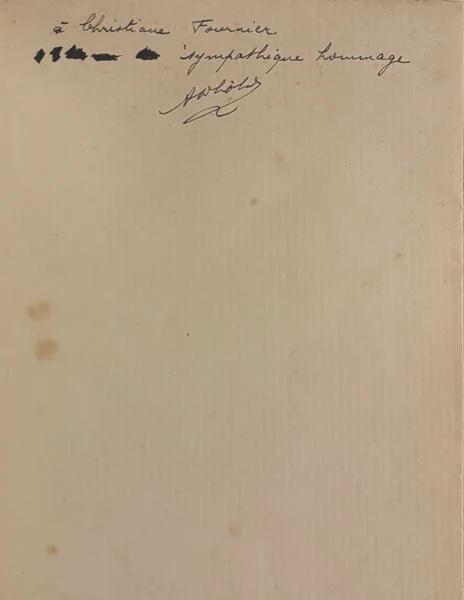 à Christiane Fournier
sympathique hommage